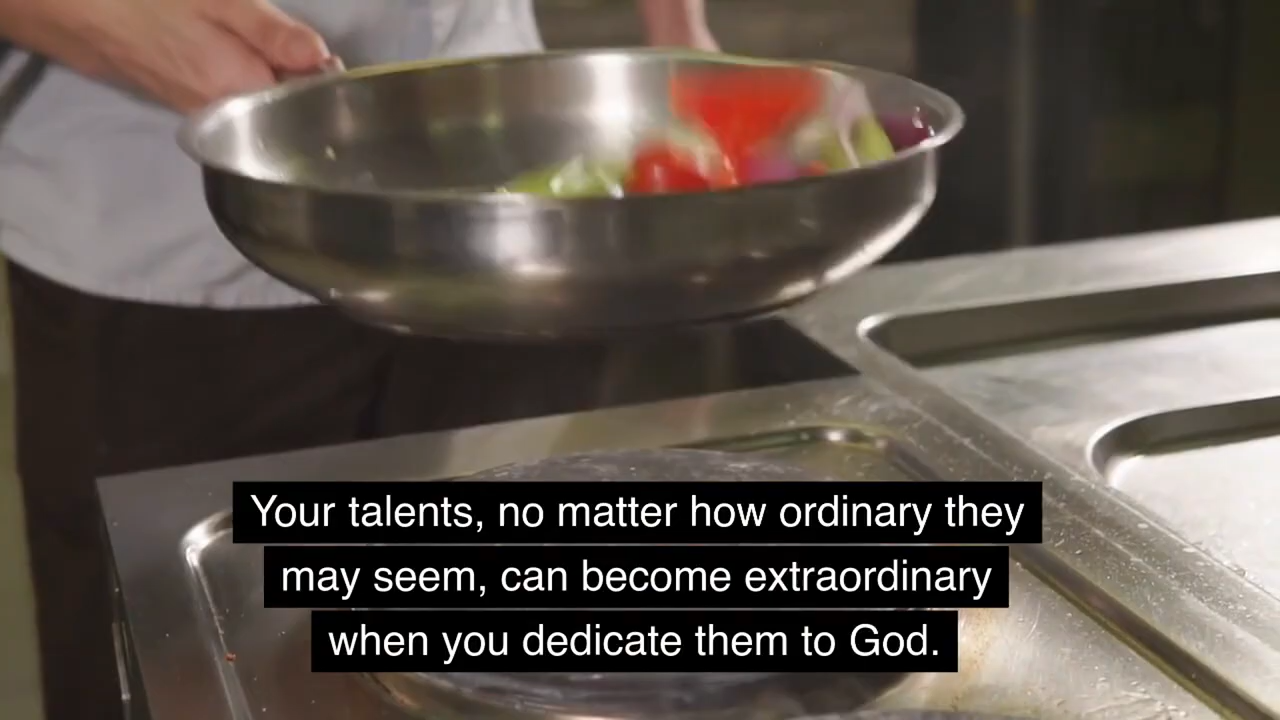 Your talents, no matter how ordinary they
may seem, can become extraordinary
when you dedicate them to God.